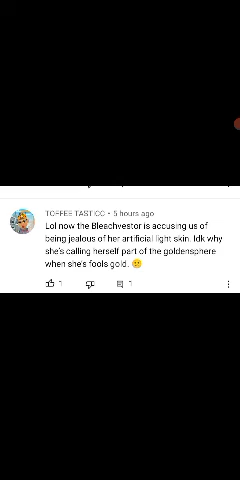 TOFFEE TASTICC • 5 hours ago
Lol now the Bleachvestor is accusing us of
being jealous of her artificial light skin. Idk why
she's calling herself part of the goldensphere
when she's fools gold. 😕
1 1